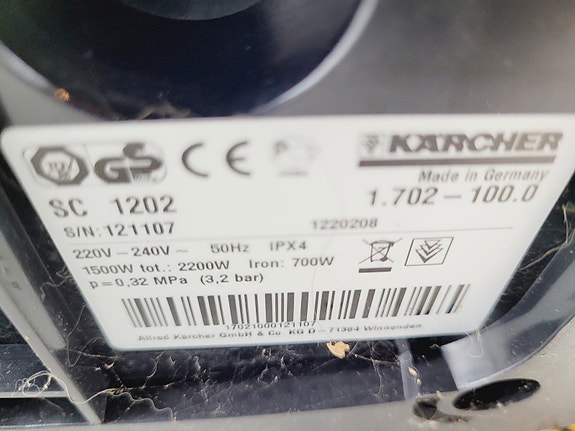 GS CE KÄRCHER
Made in Germany
SC 1202 1.702-100.0
S/N: 121107 1220208
220V - 240V ~ 50Hz IPX4
1500W tot.: 2200W Iron: 700W
p=0,32 MPa (3,2 bar)
17021000121107
Alfred Kärcher GmbH & Co. KG D-71364 Winnenden